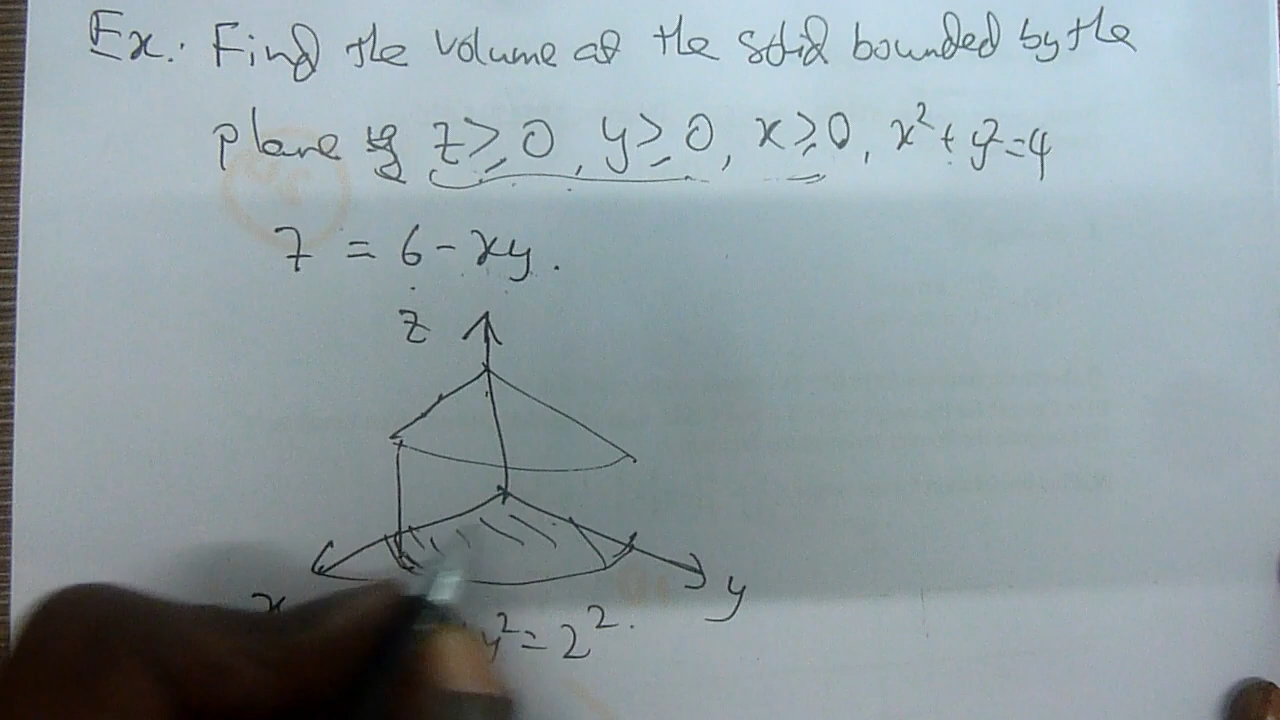 Ex. Find the volume of the solid bounded by the
plane z ≥ 0, y ≥ 0, x ≥ 0, x² + y² = 4
z = 6 - xy.
z
y
x
y² = 2².